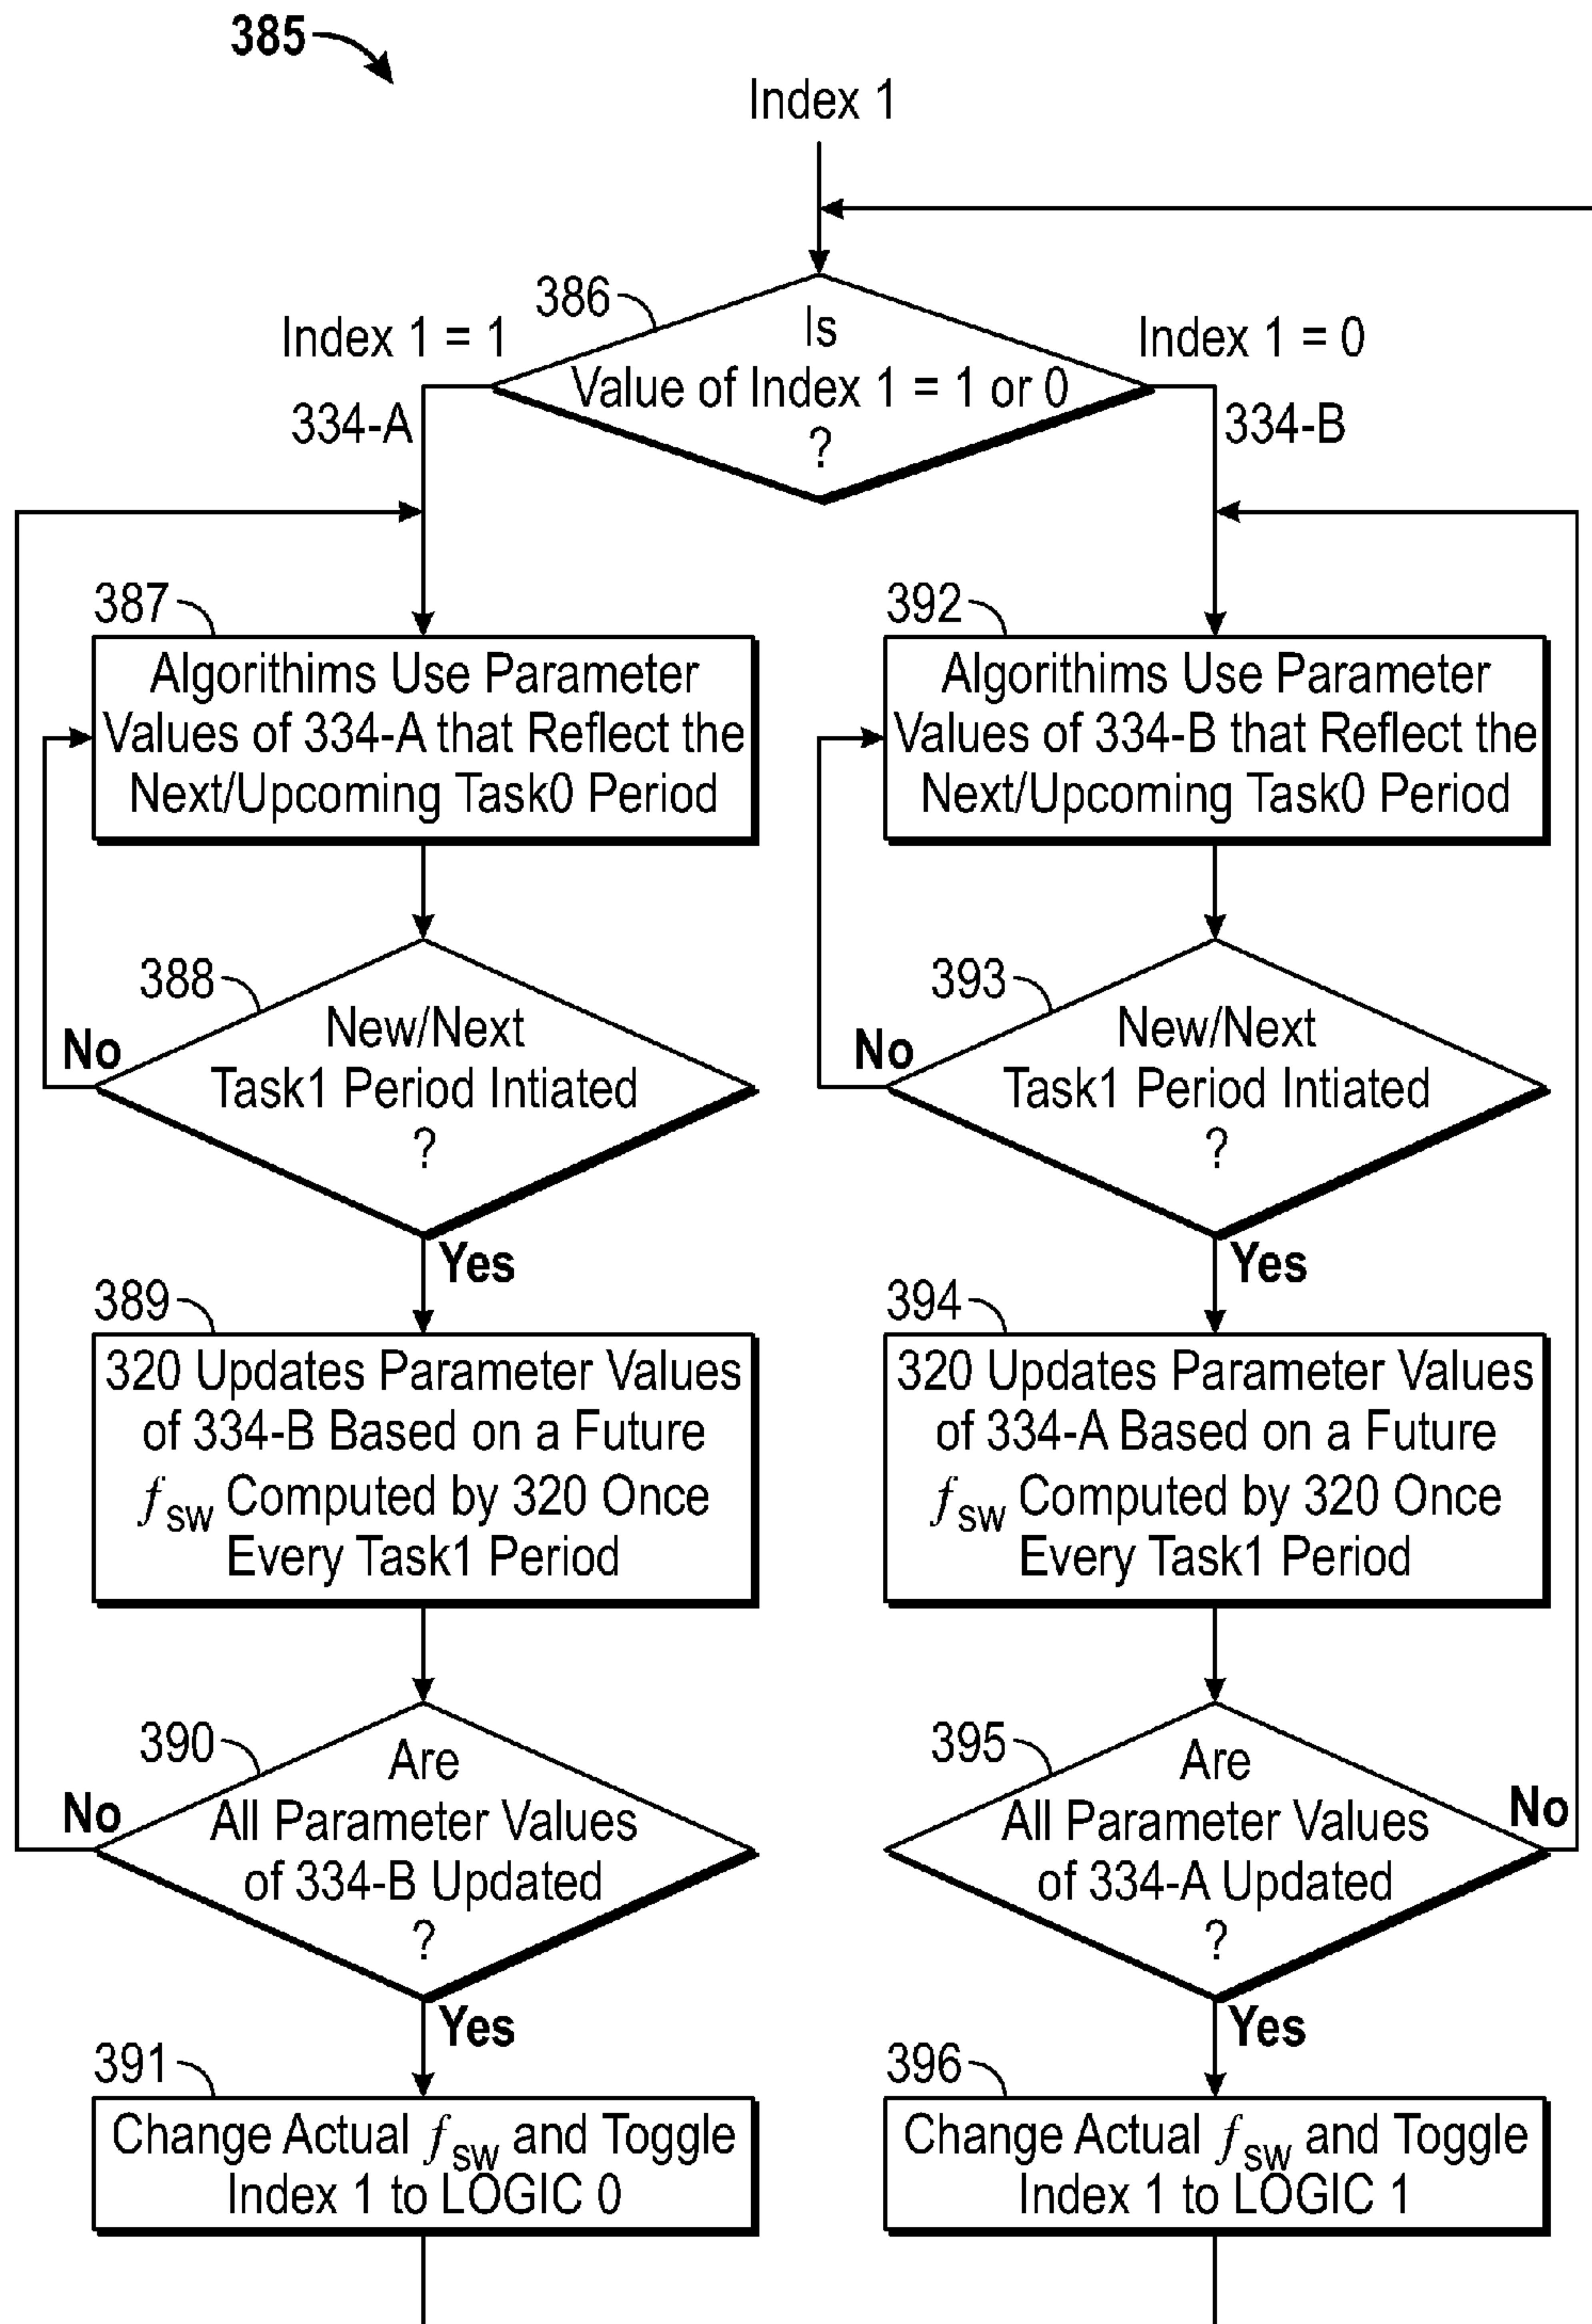 385
Index 1
386
Index 1 = 1
Is
Value of Index 1 = 1 or 0
?
Index 1 = 0
334-A
334-B
387
Algorithims Use Parameter
Values of 334-A that Reflect the
Next/Upcoming Task0 Period
388
New/Next
Task1 Period Intiated
?
No
Yes
389
320 Updates Parameter Values
of 334-B Based on a Future
fsw Computed by 320 Once
Every Task1 Period
390
Are
All Parameter Values
of 334-B Updated
?
No
Yes
391
Change Actual fsw and Toggle
Index 1 to LOGIC 0
392
Algorithims Use Parameter
Values of 334-B that Reflect the
Next/Upcoming Task0 Period
393
New/Next
Task1 Period Intiated
?
No
Yes
394
320 Updates Parameter Values
of 334-A Based on a Future
fsw Computed by 320 Once
Every Task1 Period
395
Are
All Parameter Values
of 334-A Updated
?
No
Yes
396
Change Actual fsw and Toggle
Index 1 to LOGIC 1